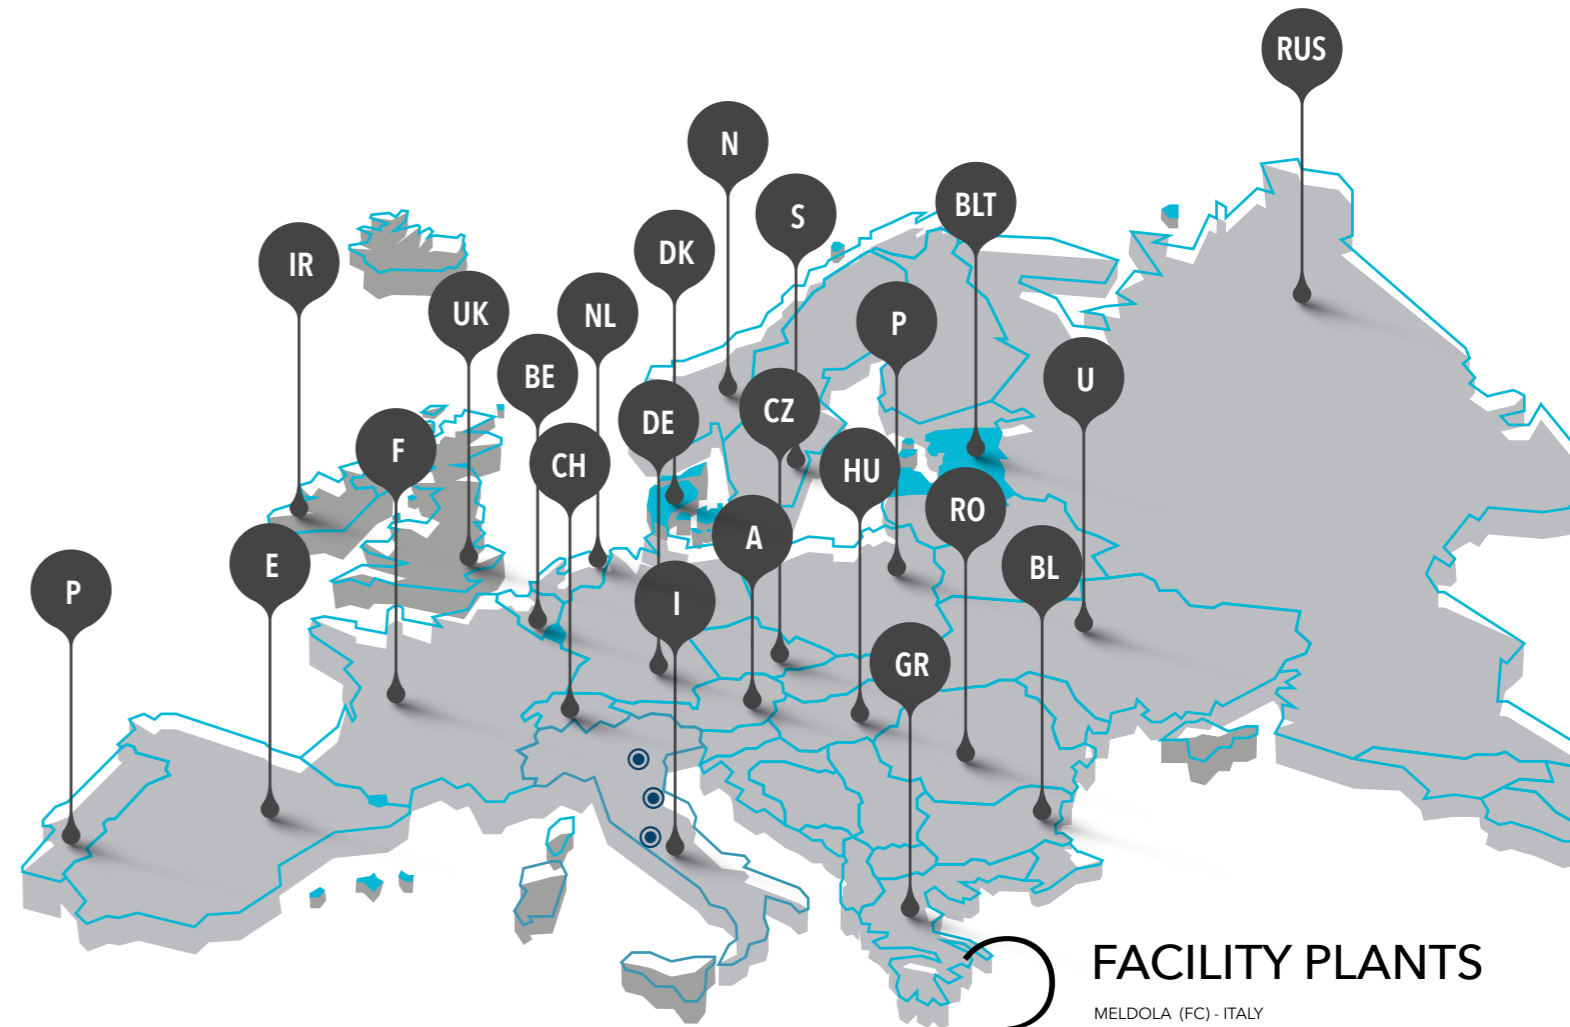 RUS
N
BLT
S
DK
IR
UK
NL
P
BE
U
CZ
DE
F
CH
HU
RO
A
E
BL
P
I
GR
FACILITY PLANTS
MELDOLA (FC) - ITALY